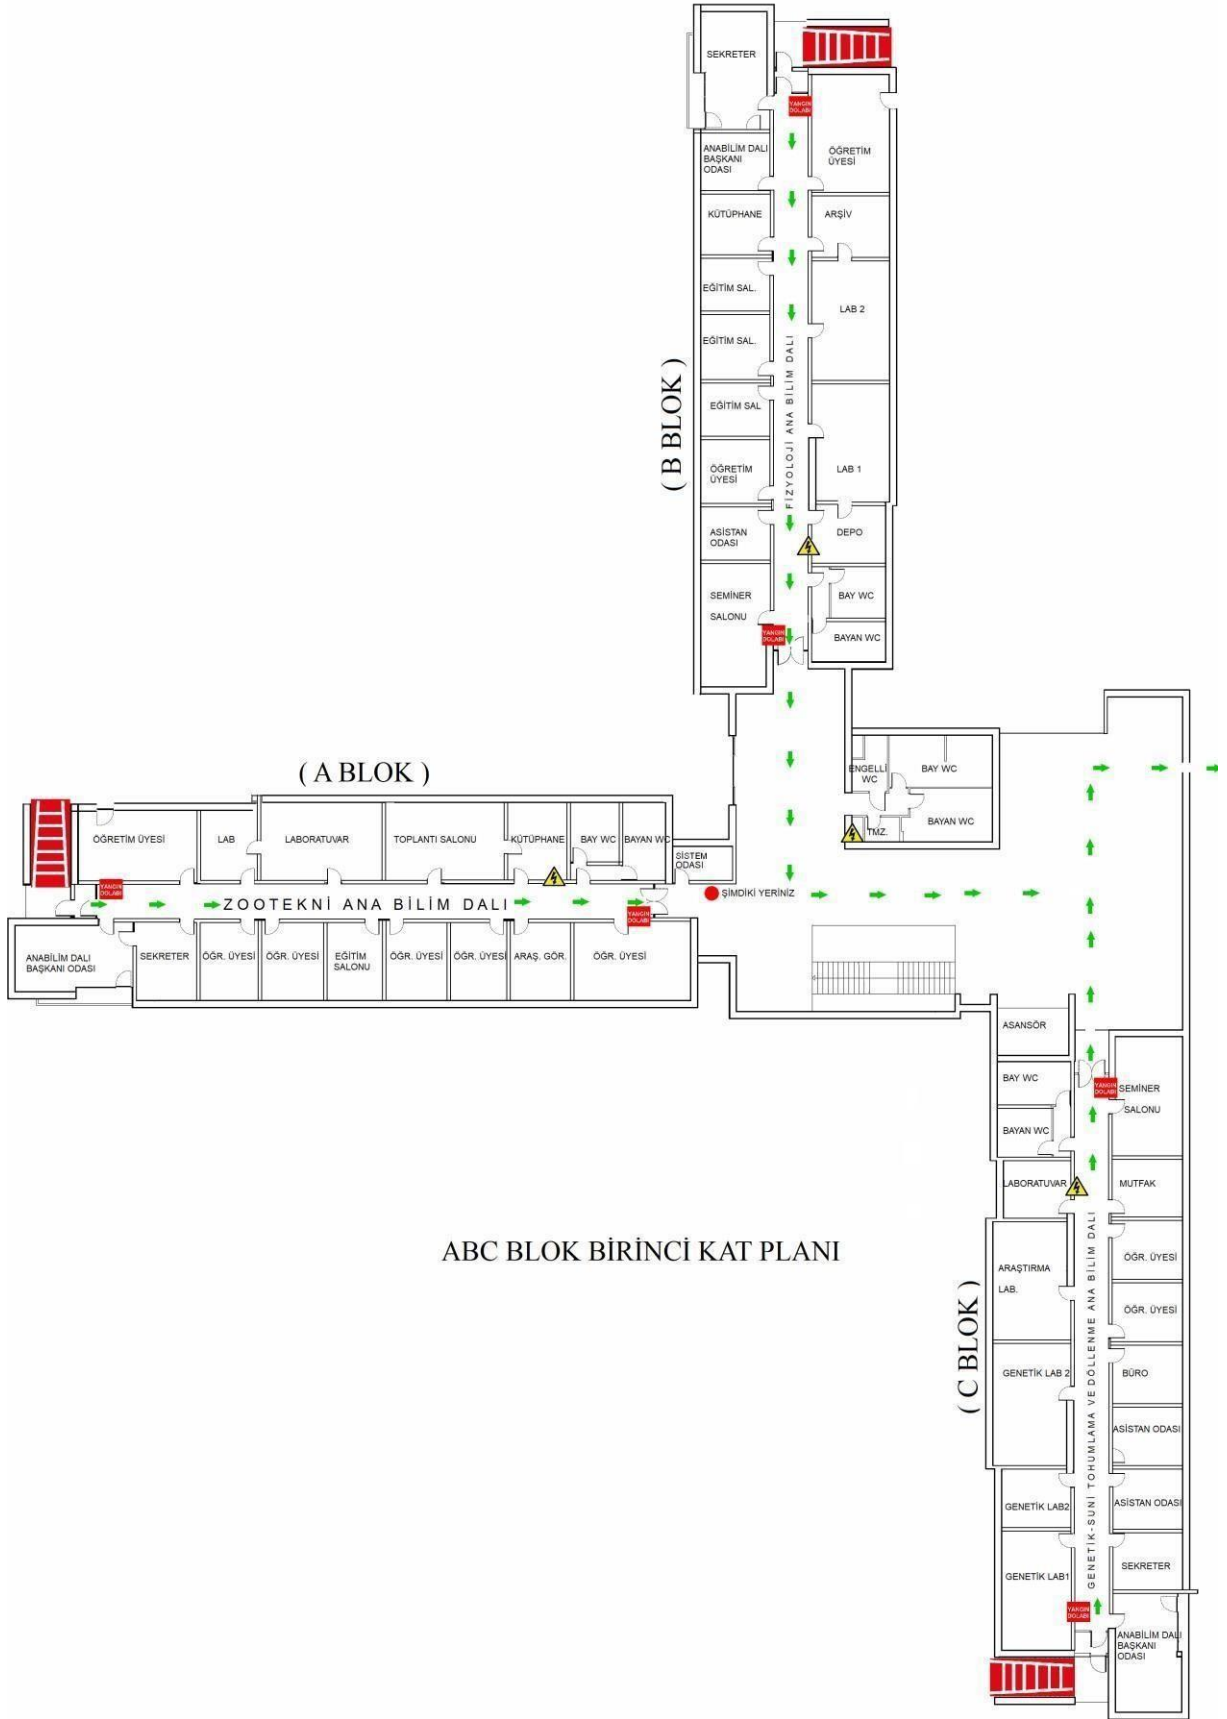 SEKRETER
YANGIN
DOLABI
ANABİLİM DALI
BAŞKANI
ODASI
ÖĞRETİM
ÜYESİ
KÜTÜPHANE
ARŞİV
EĞİTİM SAL.
LAB 2
EĞİTİM SAL.
FİZYOLOJİ ANA BİLİM DALI
( B BLOK )
EĞİTİM SAL
ÖĞRETİM
ÜYESİ
LAB 1
ASİSTAN
ODASI
DEPO
SEMİNER
SALONU
BAY WC
YANGIN
DOLABI
BAYAN WC
ENGELLİ
WC
BAY WC
TMZ.
BAYAN WC
( A BLOK )
ÖĞRETİM ÜYESİ
LAB
LABORATUVAR
TOPLANTI SALONU
KÜTÜPHANE
BAY WC
BAYAN WC
SİSTEM
ODASI
YANGIN
DOLABI
ŞİMDİKİ YERİNİZ
ZOOTEKNİ ANA BİLİM DALI
YANGIN
DOLABI
ANABİLİM DALI
BAŞKANI ODASI
SEKRETER
ÖĞR. ÜYESİ
ÖĞR. ÜYESİ
EĞİTİM
SALONU
ÖĞR. ÜYESİ
ÖĞR. ÜYESİ
ARAŞ. GÖR.
ÖĞR. ÜYESİ
ASANSÖR
BAY WC
YANGIN
DOLABI
SEMİNER
SALONU
BAYAN WC
LABORATUVAR
MUTFAK
ABC BLOK BİRİNCİ KAT PLANI
( C BLOK )
GENETİK-SUNİ TOHUMLAMA VE DÖLLENME ANA BİLİM DALI
ARAŞTIRMA
LAB.
ÖĞR. ÜYESİ
ÖĞR. ÜYESİ
GENETİK LAB 2
BÜRO
ASİSTAN ODASI
GENETİK LAB2
ASİSTAN ODASI
GENETİK LAB1
SEKRETER
YANGIN
DOLABI
ANABİLİM DALI
BAŞKANI
ODASI